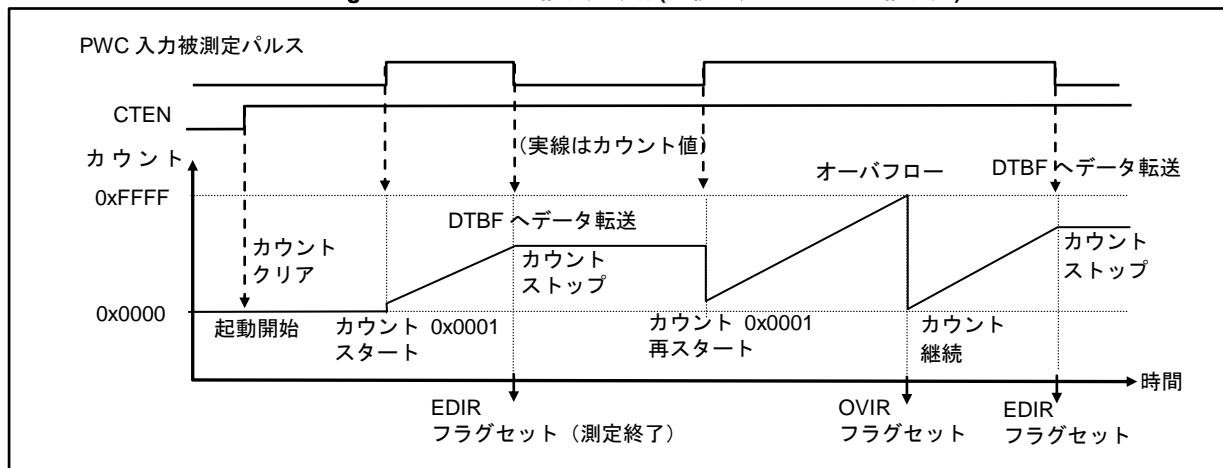 PWC 入力被測定パルス
CTEN
(実線はカウント値)
カウント
オーバフロー
DTBF へデータ転送
0xFFFF
DTBF へデータ転送
カウント
クリア
カウント
ストップ
カウント
ストップ
0x0000
起動開始
カウント 0x0001
スタート
カウント 0x0001
再スタート
カウント
継続
時間
EDIR
フラグセット（測定終了）
OVIR
フラグセット
EDIR
フラグセット